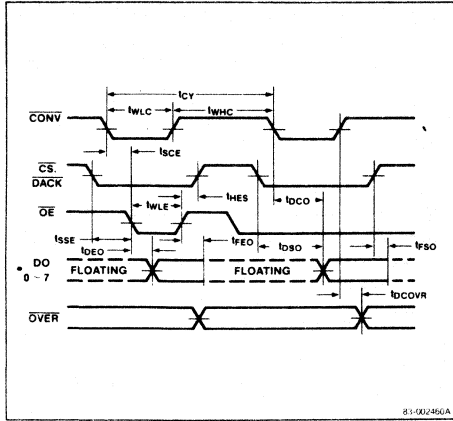 tCY
tWLC tWHC
CONV
tSCE
CS.
DACK
tWLE tHES tDCO
OE
tSSE tDEO tFEO tDSO tFSO
DO FLOATING FLOATING
0 ~ 7
tDCOVR
OVER
83-002460A